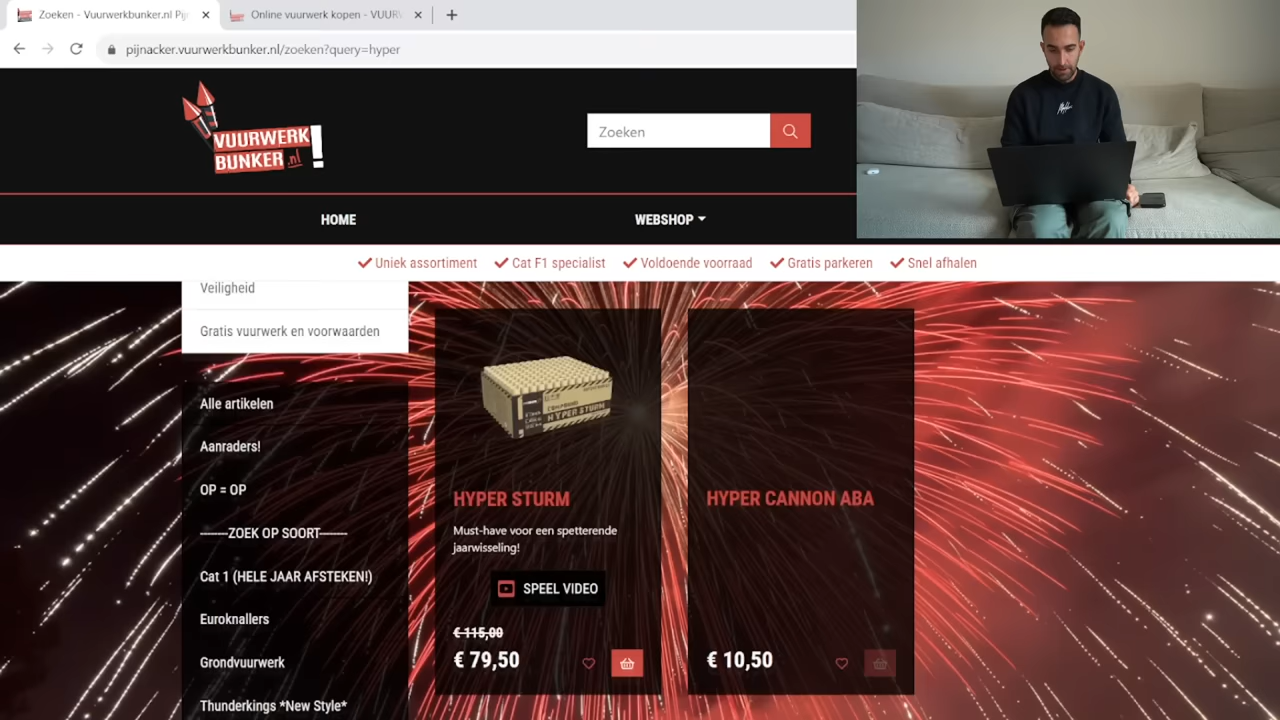 Zoeken - Vuurwerkbunker.nl Pij
Online vuurwerk kopen - VUUR
pijnacker.vuurwerkbunker.nl/zoeken?query=hyper
VUURWERK
BUNKER.nl!
Zoeken
HOME
WEBSHOP
Uniek assortiment
Cat F1 specialist
Voldoende voorraad
Gratis parkeren
Snel afhalen
Veiligheid
Gratis vuurwerk en voorwaarden
Alle artikelen
Aanraders!
OP = OP
-------ZOEK OP SOORT-------
Cat 1 (HELE JAAR AFSTEKEN!)
Euroknallers
Grondvuurwerk
Thunderkings *New Style*
HYPER STURM
HYPER STURM
Must-have voor een spetterende
jaarwisseling!
SPEEL VIDEO
€ 115,00
€ 79,50
HYPER CANNON ABA
€ 10,50